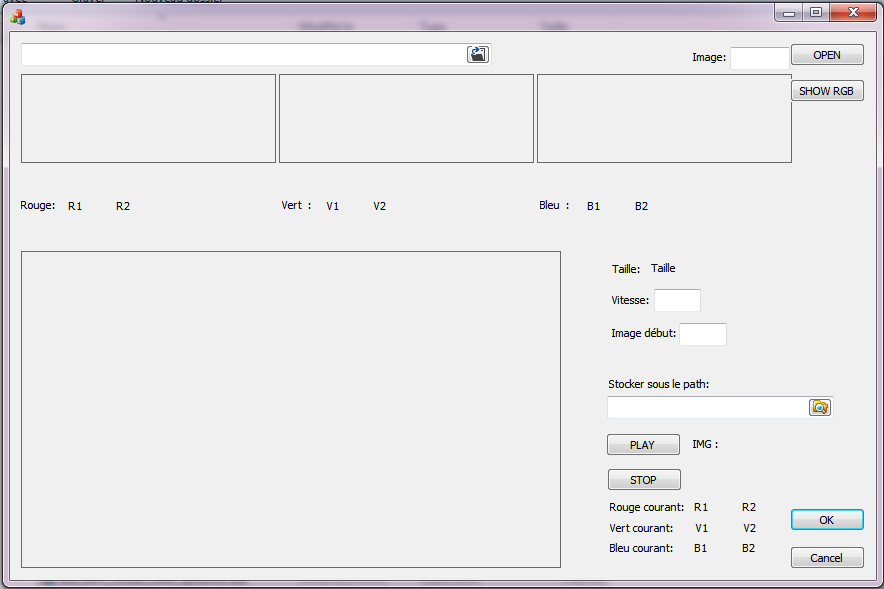 Image: OPEN
SHOW RGB
Rouge: R1 R2 Vert : V1 V2 Bleu : B1 B2
Taille: Taille
Vitesse:
Image début:
Stocker sous le path:
PLAY IMG :
STOP
Rouge courant: R1 R2
Vert courant: V1 V2
OK
Bleu courant: B1 B2
Cancel